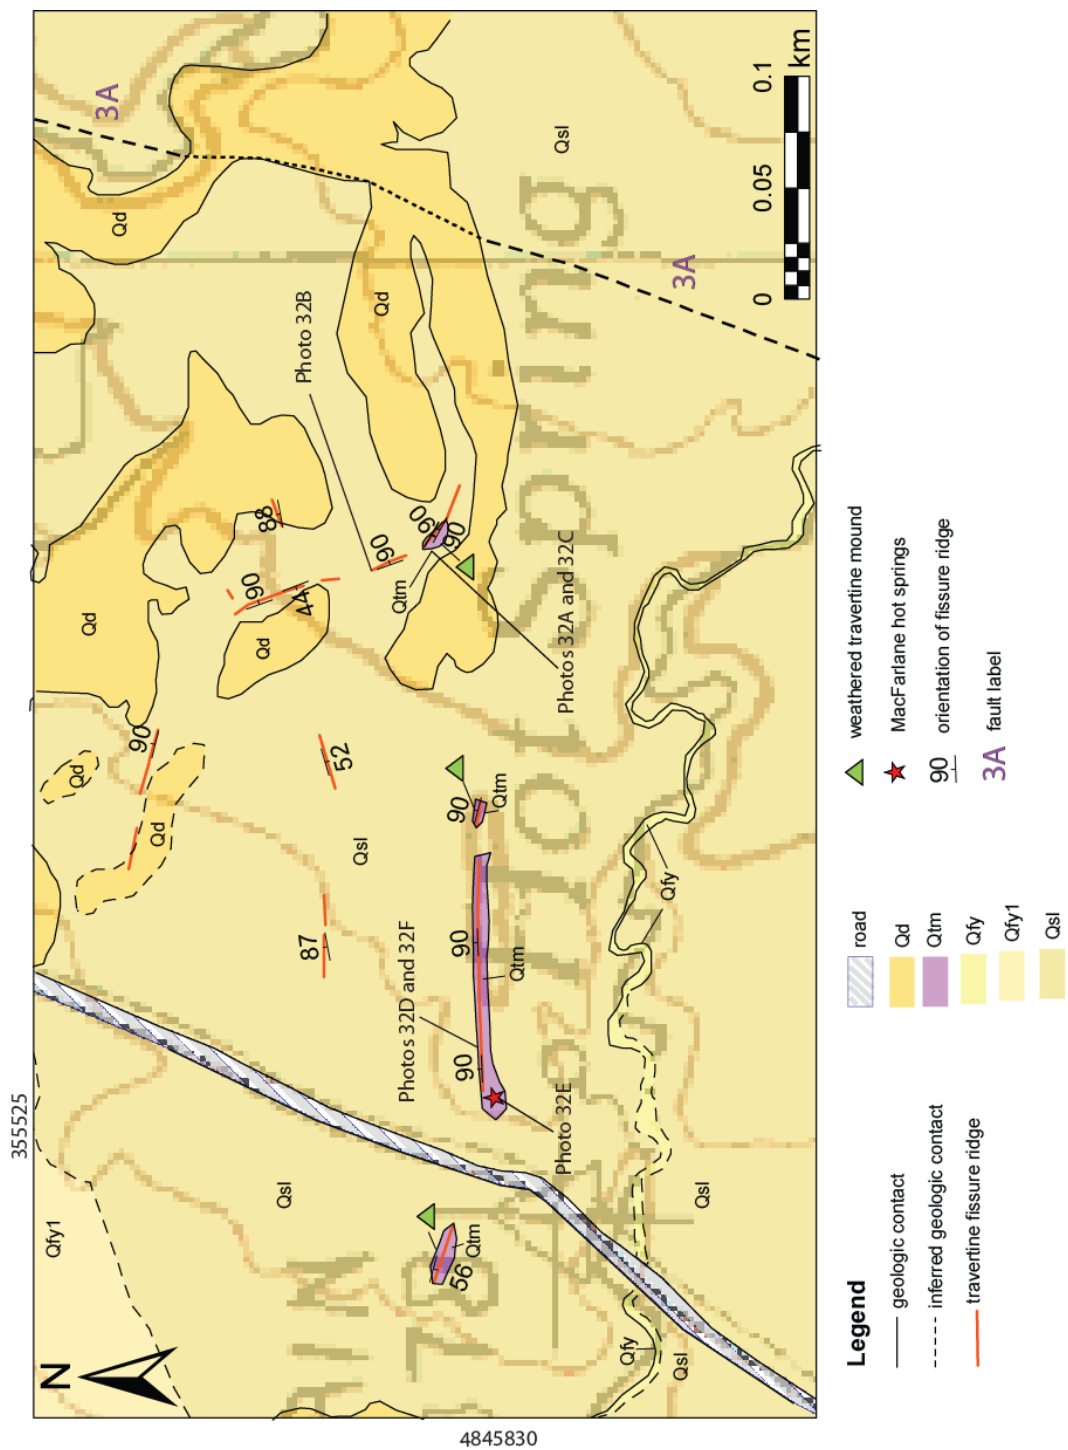 N
355525
4845830
Qfy1
3A
Qd
Qd
Qd
Qd
Qd
Qd
Photo 32B
88
90
44
90
90
90
Qtm
Photos 32A and 32C
Qsl
3A
0
0.05
0.1
km
90
52
87
Qsl
90
Qtm
90
Qtm
90
Photos 32D and 32F
Photo 32E
Qsl
56
Qtm
Qfy
Qfy
Qsl
Qsl
Hot spring
Legend
geologic contact
inferred geologic contact
travertine fissure ridge
road
Qd
Qtm
Qfy
Qfy1
Qsl
weathered travertine mound
MacFarlane hot springs
90 orientation of fissure ridge
3A fault label